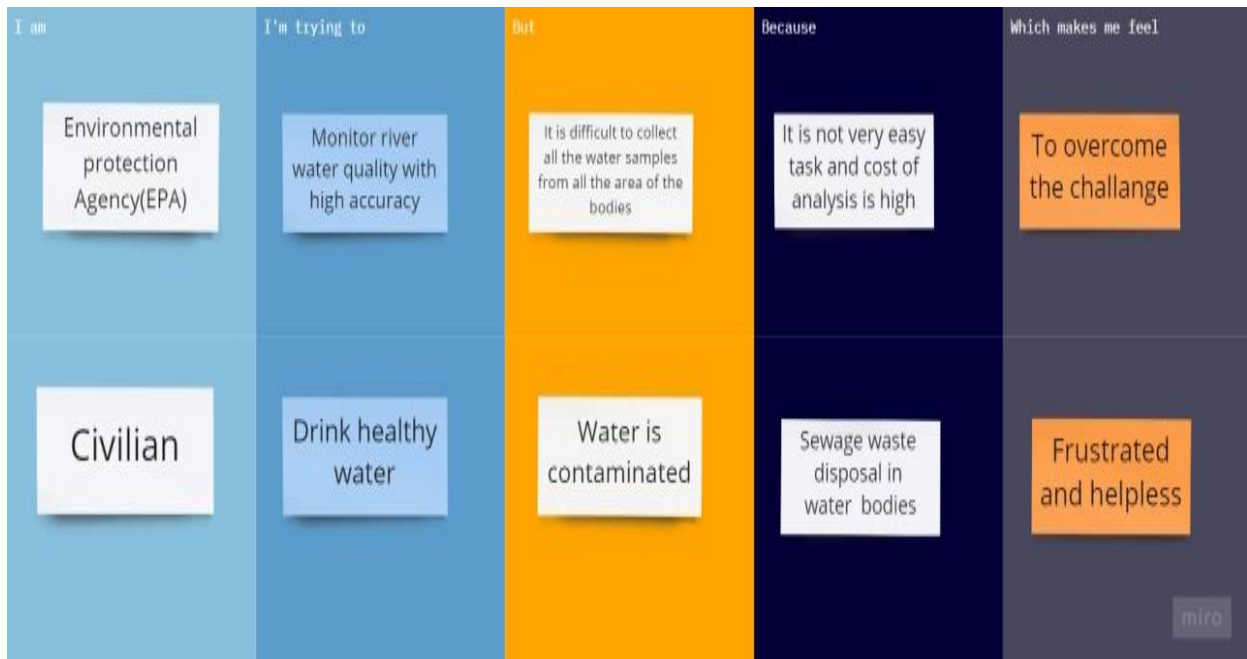 I am
I'm trying to
But
Because
Which makes me feel
Environmental
protection
Agency(EPA)
Monitor river
water quality with
high accuracy
It is difficult to collect
all the water samples
from all the area of the
bodies
It is not very easy
task and cost of
analysis is high
To overcome
the challange
Civilian
Drink healthy
water
Water is
contaminated
Sewage waste
disposal in
water bodies
Frustrated
and helpless
miro